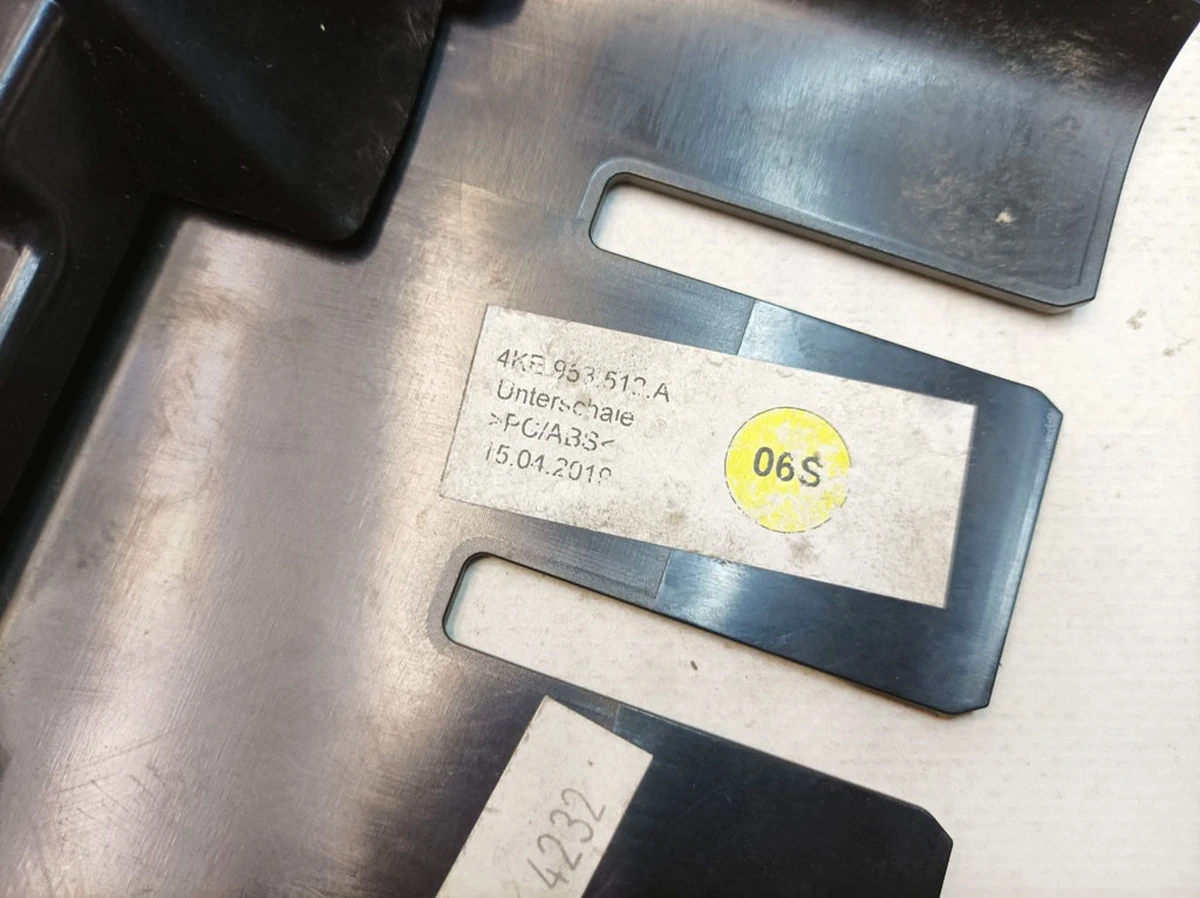 4KE.953.512.A
Unterschale
>PC/ABS<
15.04.2019
06S
4232